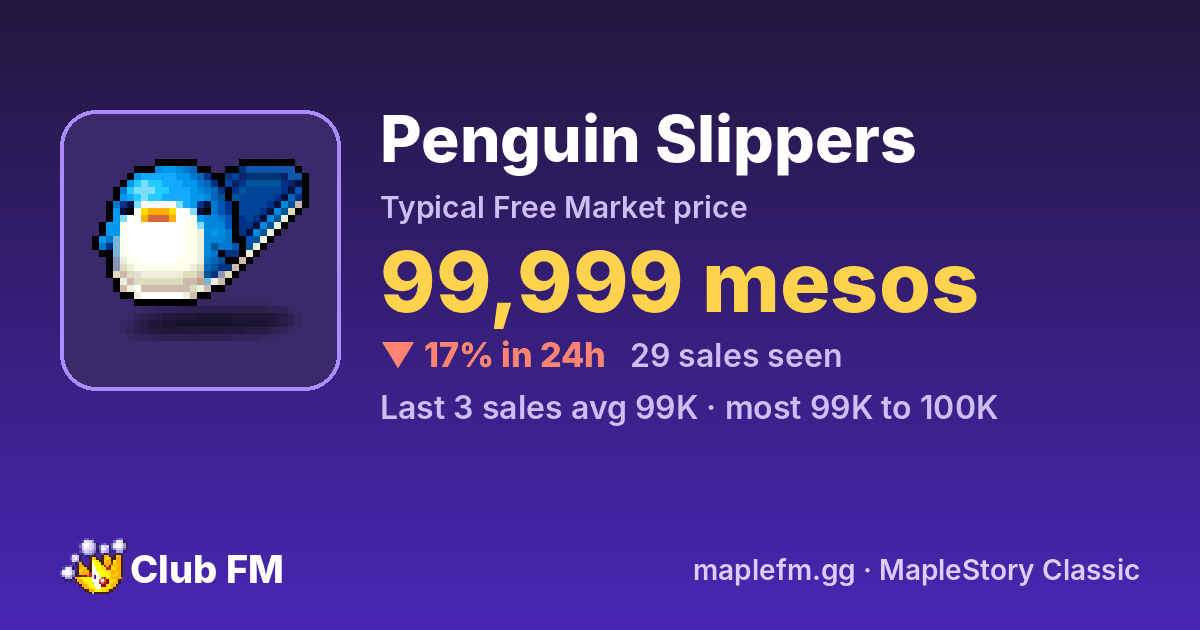 Penguin Slippers
Typical Free Market price
99,999 mesos
▼ 17% in 24h 29 sales seen
Last 3 sales avg 99K · most 99K to 100K
Club FM
maplefm.gg · MapleStory Classic